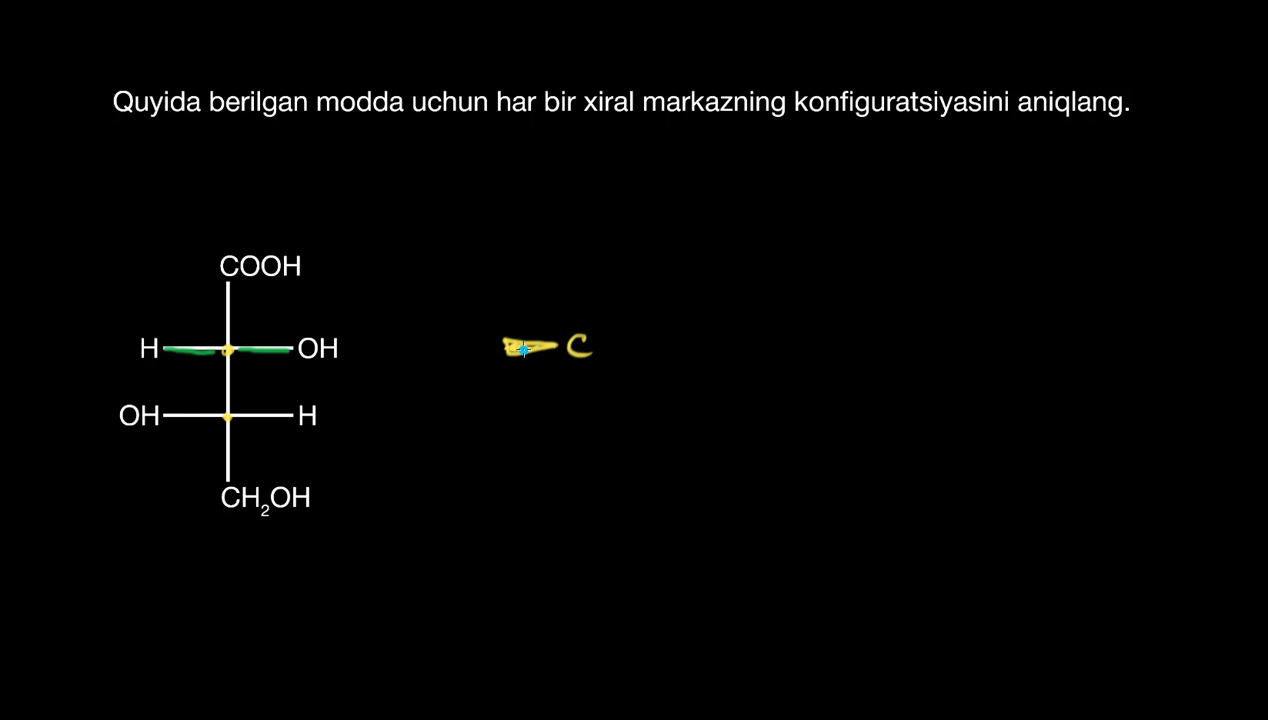 Quyida berilgan modda uchun har bir xiral markazning konfiguratsiyasini aniqlang.
COOH
H OH C
OH H
CH₂OH